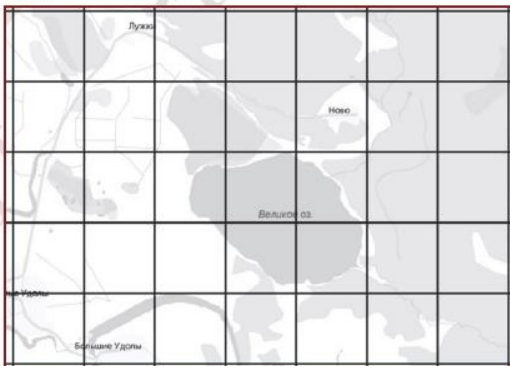 Лужки
Ново
Великое оз.
Удолы
Большие Удолы